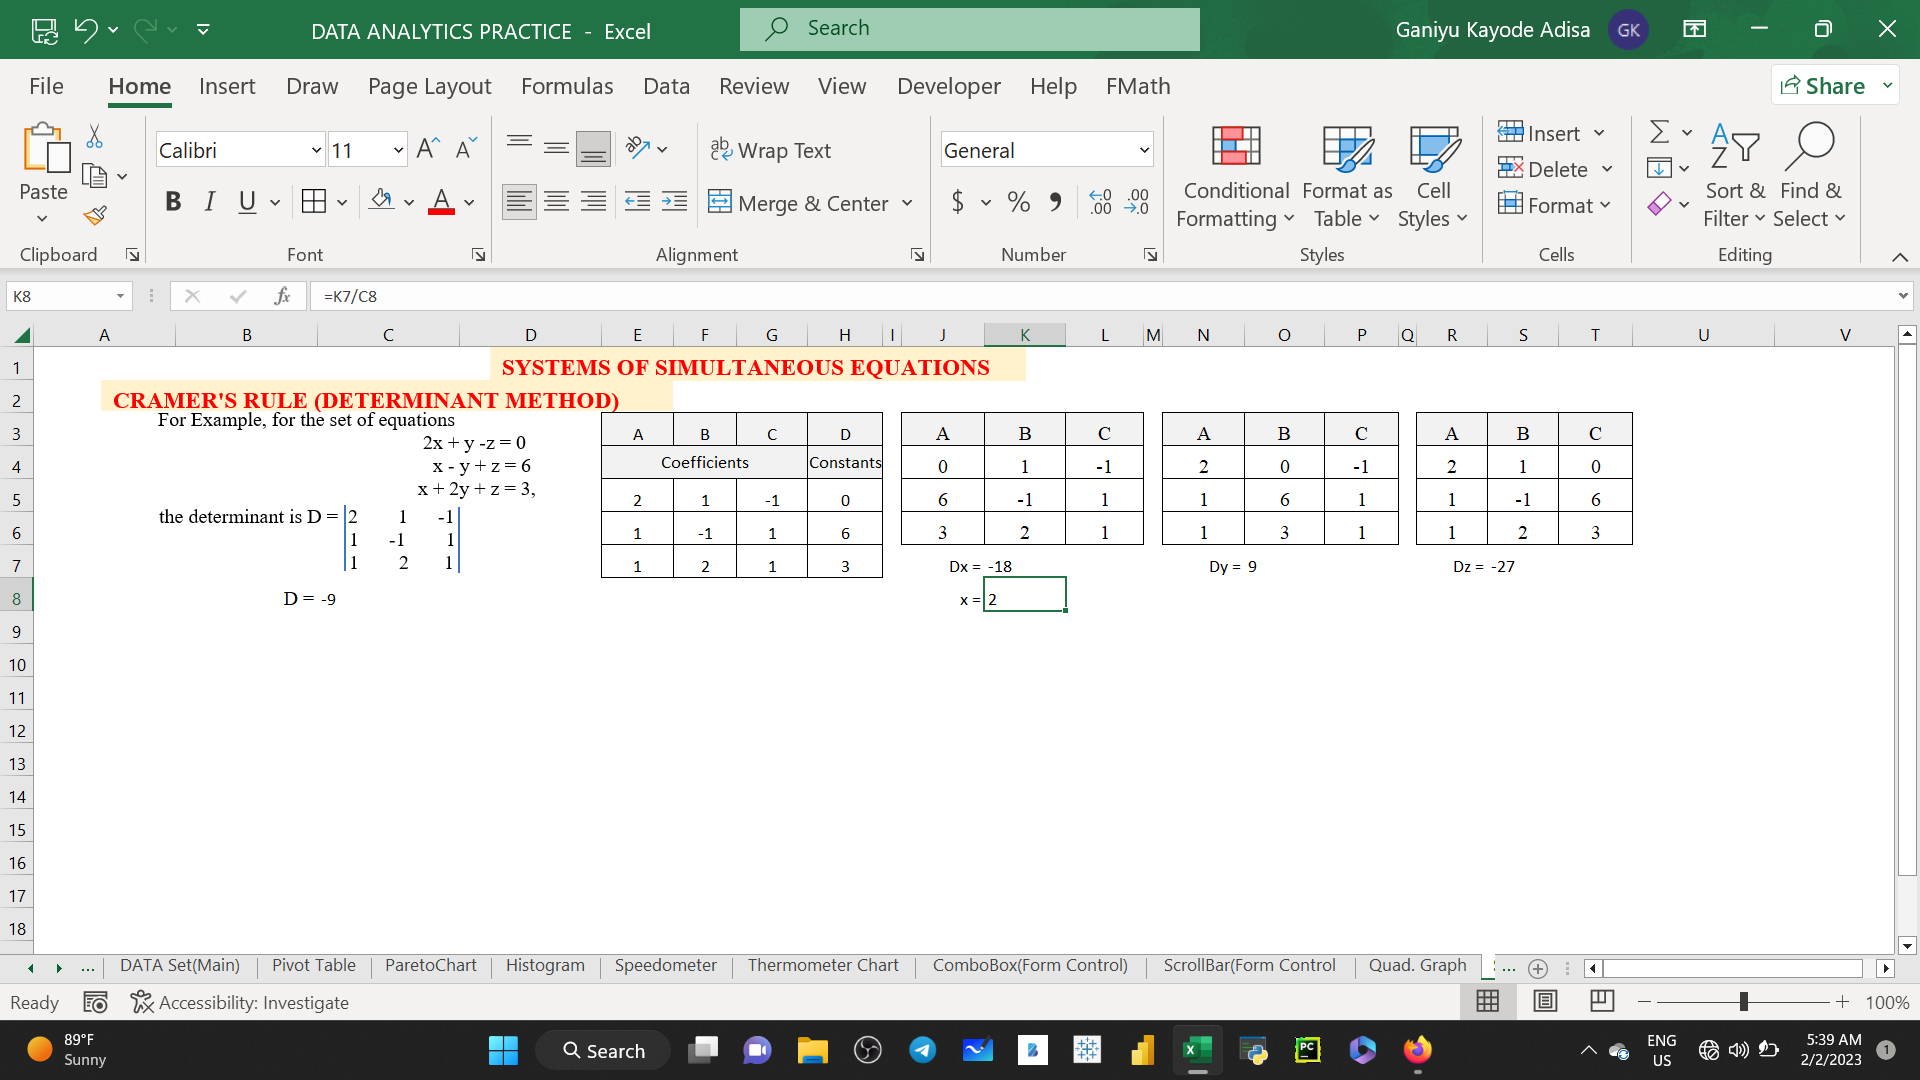 DATA ANALYTICS PRACTICE - Excel
Search
Ganiyu Kayode Adisa
GK
File Home Insert Draw Page Layout Formulas Data Review View Developer Help FMath
Share
Paste
Calibri 11
B I U
Wrap Text
Merge & Center
General
$ % ,
Conditional Formatting
Format as Table
Cell Styles
Insert
Delete
Format
Sort & Filter
Find & Select
Clipboard Font Alignment Number Styles Cells Editing
K8
fx =K7/C8
A B C D E F G H I J K L M N O P Q R S T U V
1 SYSTEMS OF SIMULTANEOUS EQUATIONS
2 CRAMER'S RULE (DETERMINANT METHOD)
For Example, for the set of equations
3 A B C D A B C A B C A B C
2x + y -z = 0
4 x - y + z = 6 Coefficients Constants 0 1 -1 2 0 -1 2 1 0
x + 2y + z = 3,
5 2 1 -1 0 6 -1 1 1 6 1 1 -1 6
the determinant is D = 2 1 -1
6 1 -1 1 1 -1 1 6 3 2 1 1 3 1 1 2 3
7 1 2 1 1 2 1 3 Dx = -18 Dy = 9 Dz = -27
8 D = -9 x = 2
9
10
11
12
13
14
15
16
17
18
... DATA Set(Main) Pivot Table ParetoChart Histogram Speedometer Thermometer Chart ComboBox(Form Control) ScrollBar(Form Control Quad. Graph ...
Ready Accessibility: Investigate 100%
89°F
Sunny
Search
ENG
US
5:39 AM
2/2/2023
1